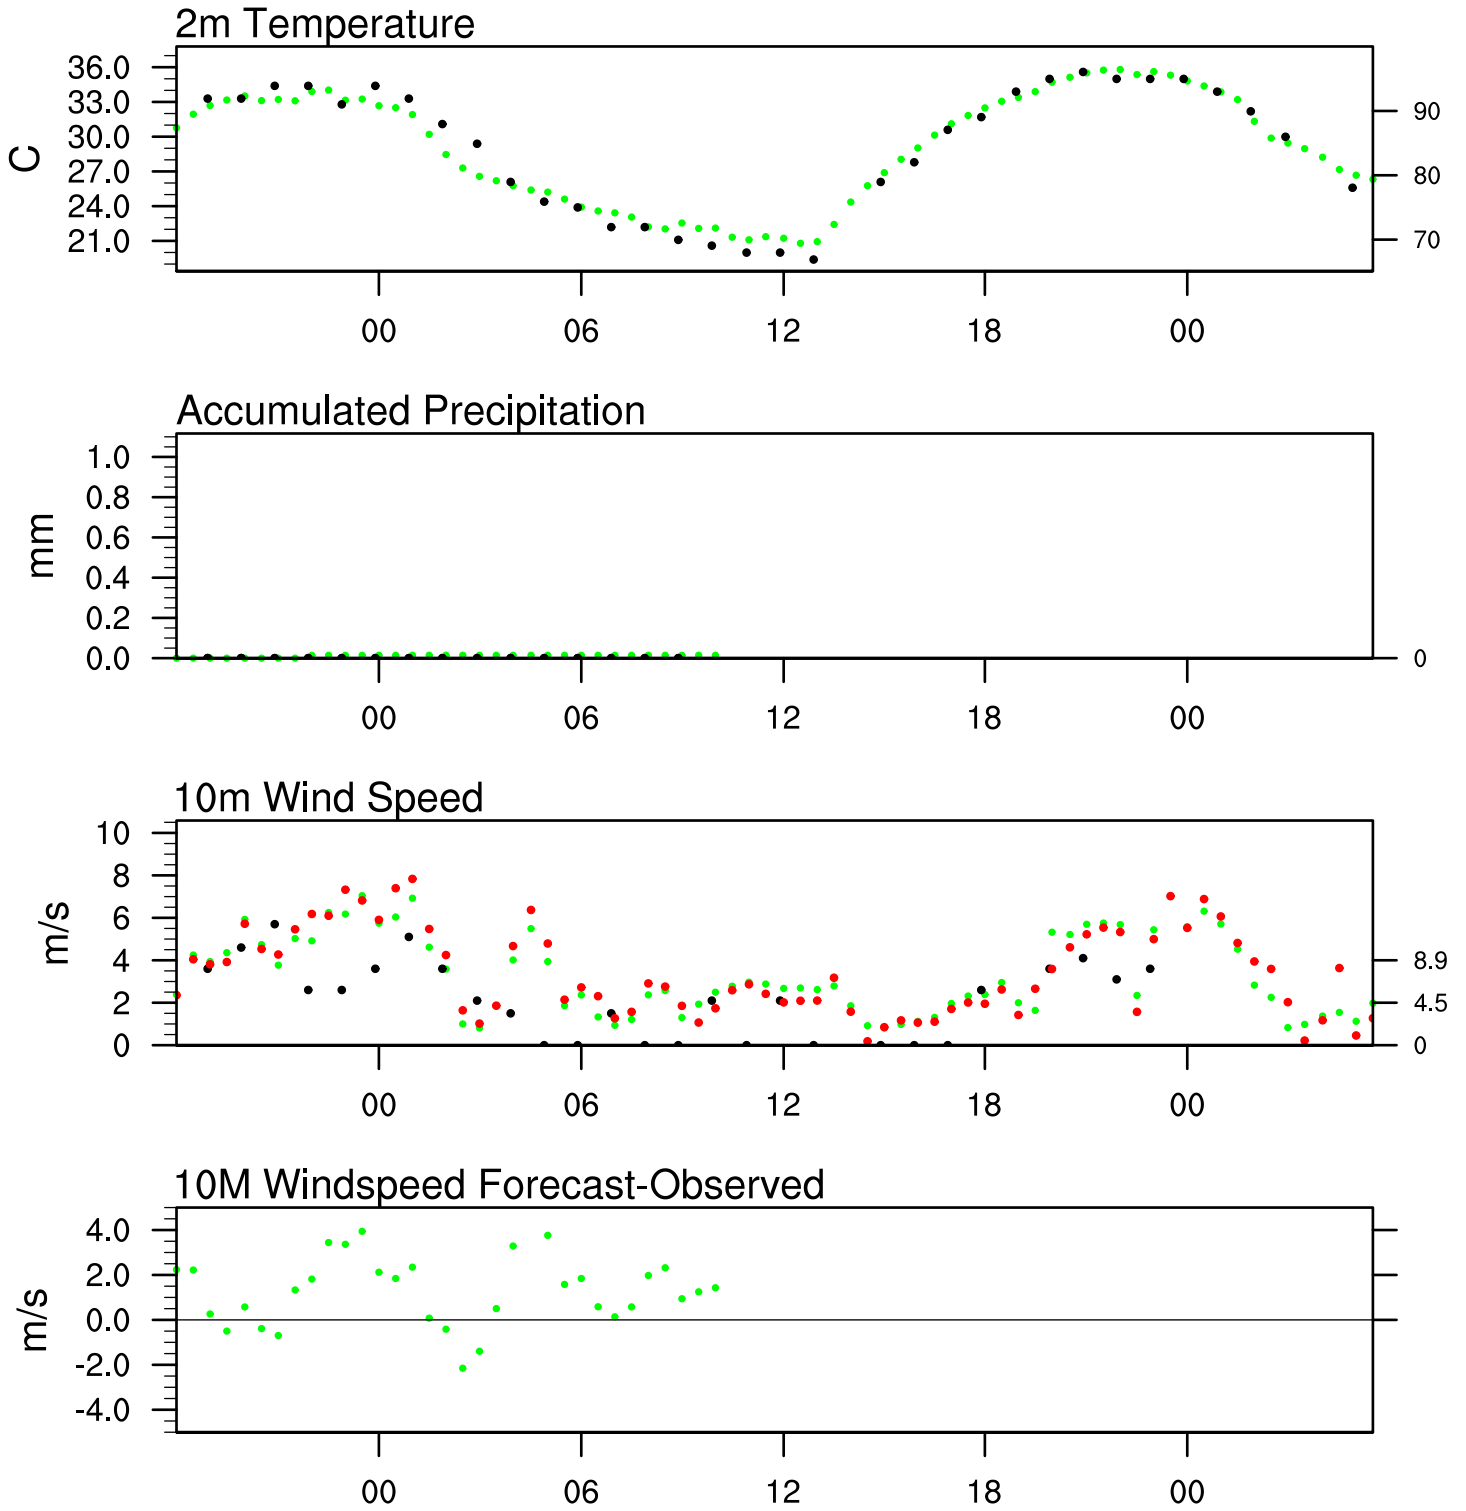 2m Temperature
36.0
33.0
30.0
27.0
24.0
21.0
C
90
80
70
00 06 12 18 00
Accumulated Precipitation
1.0
0.8
0.6
0.4
0.2
0.0
mm
0
00 06 12 18 00
10m Wind Speed
10
8
6
4
2
0
m/s
8.9
4.5
0
00 06 12 18 00
10M Windspeed Forecast-Observed
4.0
2.0
0.0
-2.0
-4.0
m/s
00 06 12 18 00